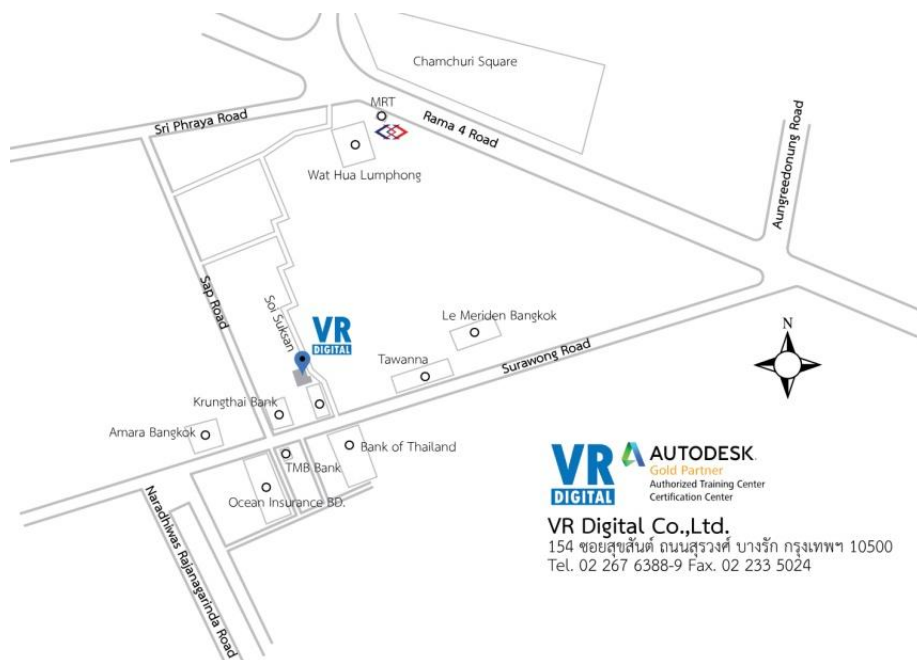 Chamchuri Square
MRT
Sri Phraya Road
Rama 4 Road
Aungreedonung Road
Wat Hua Lumphong
Sap Road
Soi Suksan
VR
DIGITAL
Le Meriden Bangkok
Tawanna
Surawong Road
N
Krungthai Bank
Amara Bangkok
Bank of Thailand
TMB Bank
Ocean Insurance BD.
Naradhiwas Rajanagarinda Road
VR
DIGITAL
AUTODESK
Gold Partner
Authorized Training Center
Certification Center
VR Digital Co.,Ltd.
154 ซอยสุขสันต์ ถนนสุรวงศ์ บางรัก กรุงเทพฯ 10500
Tel. 02 267 6388-9 Fax. 02 233 5024